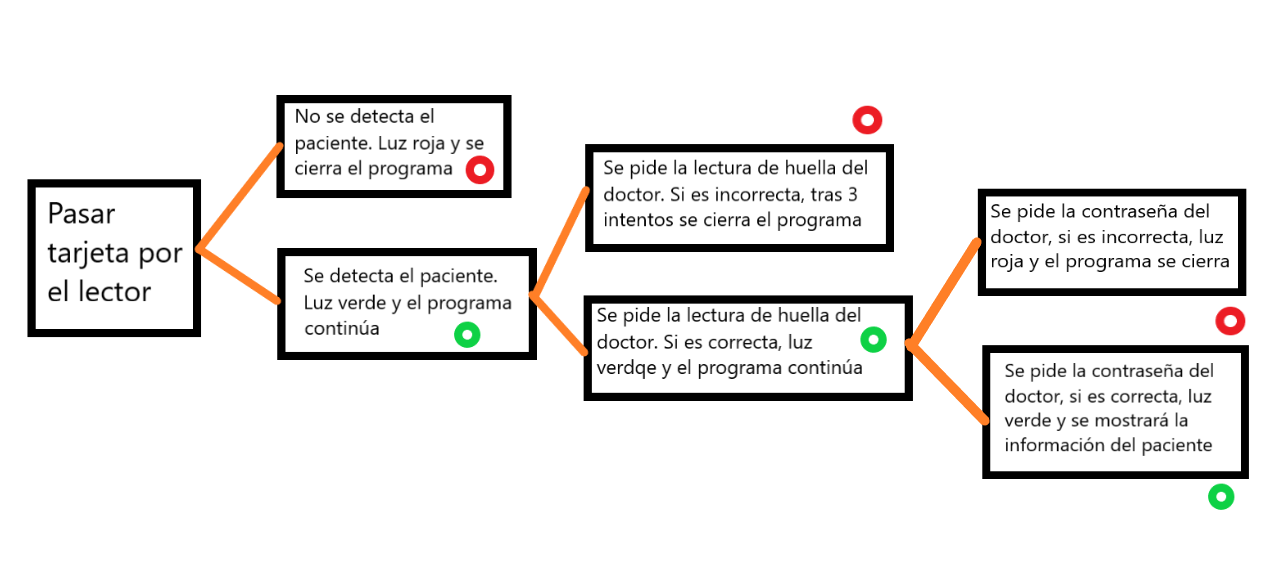 Pasar
tarjeta por
el lector
No se detecta el
paciente. Luz roja y se
cierra el programa
Se detecta el paciente.
Luz verde y el programa
continúa
Se pide la lectura de huella del
doctor. Si es incorrecta, tras 3
intentos se cierra el programa
Se pide la lectura de huella del
doctor. Si es correcta, luz
verdqe y el programa continúa
Se pide la contraseña del
doctor, si es incorrecta, luz
roja y el programa se cierra
Se pide la contraseña del
doctor, si es correcta, luz
verde y se mostrará la
información del paciente